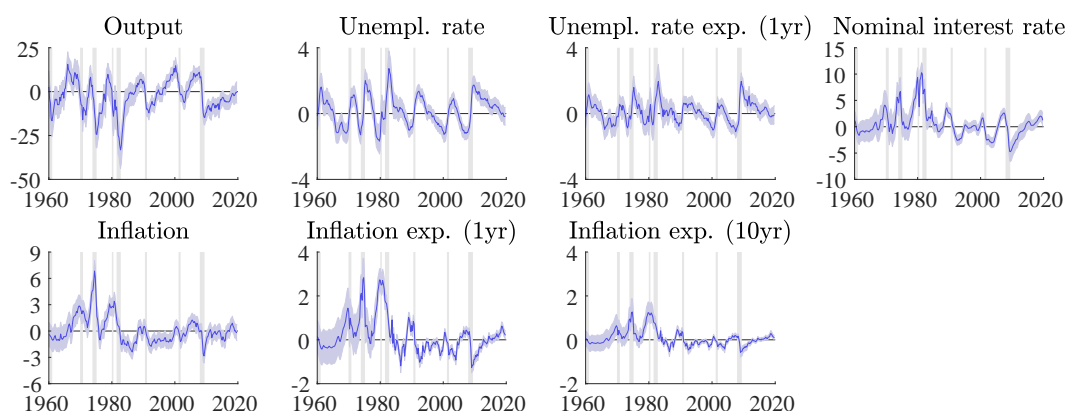 Output
25
0
-25
-50
1960 1980 2000 2020
Unempl. rate
4
0
-4
1960 1980 2000 2020
Unempl. rate exp. (1yr)
4
0
-4
1960 1980 2000 2020
Nominal interest rate
15
10
5
0
-5
-10
1960 1980 2000 2020
Inflation
9
6
3
0
-3
-6
1960 1980 2000 2020
Inflation exp. (1yr)
4
2
0
-2
1960 1980 2000 2020
Inflation exp. (10yr)
4
2
0
-2
1960 1980 2000 2020